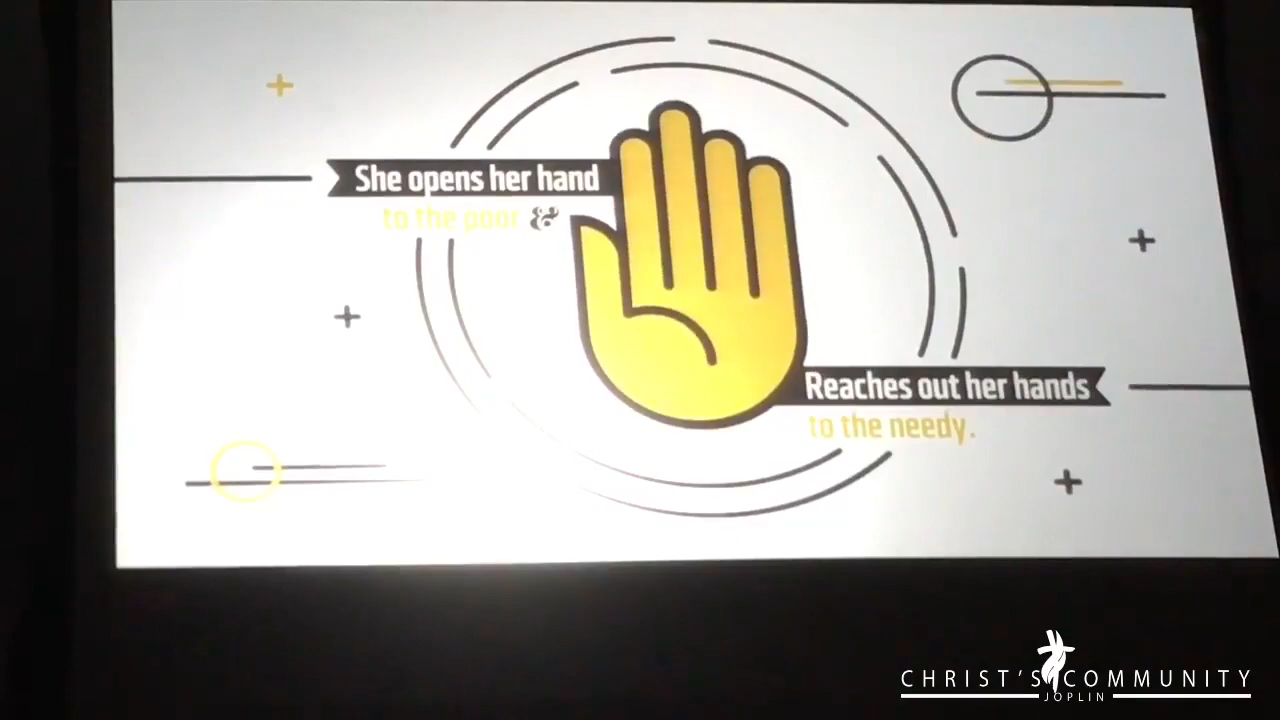 She opens her hand
to the poor &
Reaches out her hands
to the needy.
CHRIST'S COMMUNITY
JOPLIN